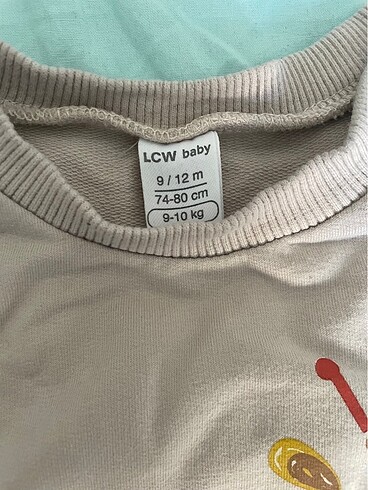 LCW baby
9 / 12 m
74-80 cm
9-10 kg